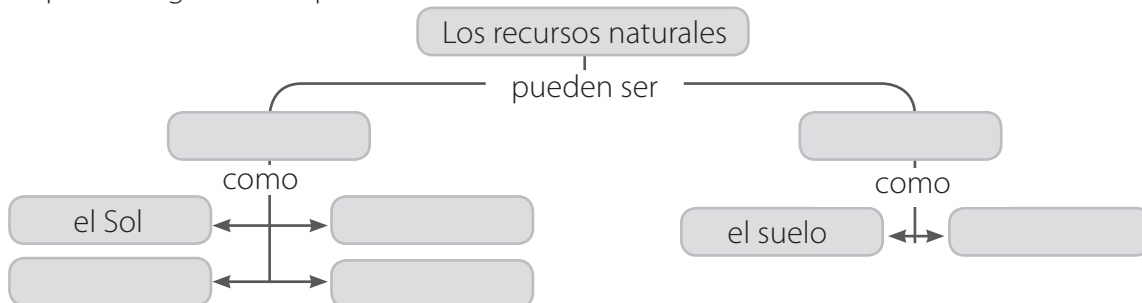 Los recursos naturales
pueden ser
como
como
el Sol
el suelo